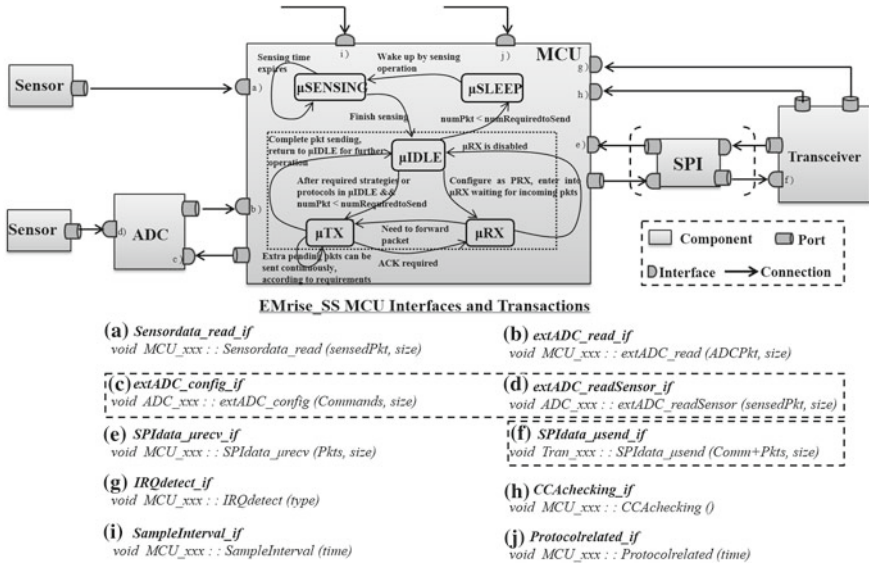 i)
j)
Sensing time
expires
Wake up by sensing
operation
MCU
g)
Sensor
a)
μSENSING
μSLEEP
h)
Finish sensing
numPkt < numRequiredtoSend
Complete pkt sending,
return to μIDLE for further
operation
μIDLE
μRX is disabled
e)
SPI
Transceiver
After required strategies or
protocols in μIDLE &&
numPkt < numRequiredtoSend
Configure as PRX, enter into
μRX waiting for incoming pkts
f)
b)
Sensor
d)
ADC
μTX
Need to forward
packet
μRX
c)
Extra pending pkts can be
sent continuously,
according to requirements
ACK required
Component
Port
Interface
Connection
EMrise_SS MCU Interfaces and Transactions
(a) Sensordata_read_if
void MCU_xxx : : Sensordata_read (sensedPkt, size)
(b) extADC_read_if
void MCU_xxx : : extADC_read (ADCPkt, size)
(c) extADC_config_if
void ADC_xxx : : extADC_config (Commands, size)
(d) extADC_readSensor_if
void ADC_xxx : : extADC_readSensor (sensedPkt, size)
(e) SPIdata_μrecv_if
void MCU_xxx : : SPIdata_μrecv (Pkts, size)
(f) SPIdata_μsend_if
void Tran_xxx : : SPIdata_μsend (Comm+Pkts, size)
(g) IRQdetect_if
void MCU_xxx : : IRQdetect (type)
(h) CCAchecking_if
void MCU_xxx : : CCAchecking ()
(i) SampleInterval_if
void MCU_xxx : : SampleInterval (time)
(j) Protocolrelated_if
void MCU_xxx : : Protocolrelated (time)